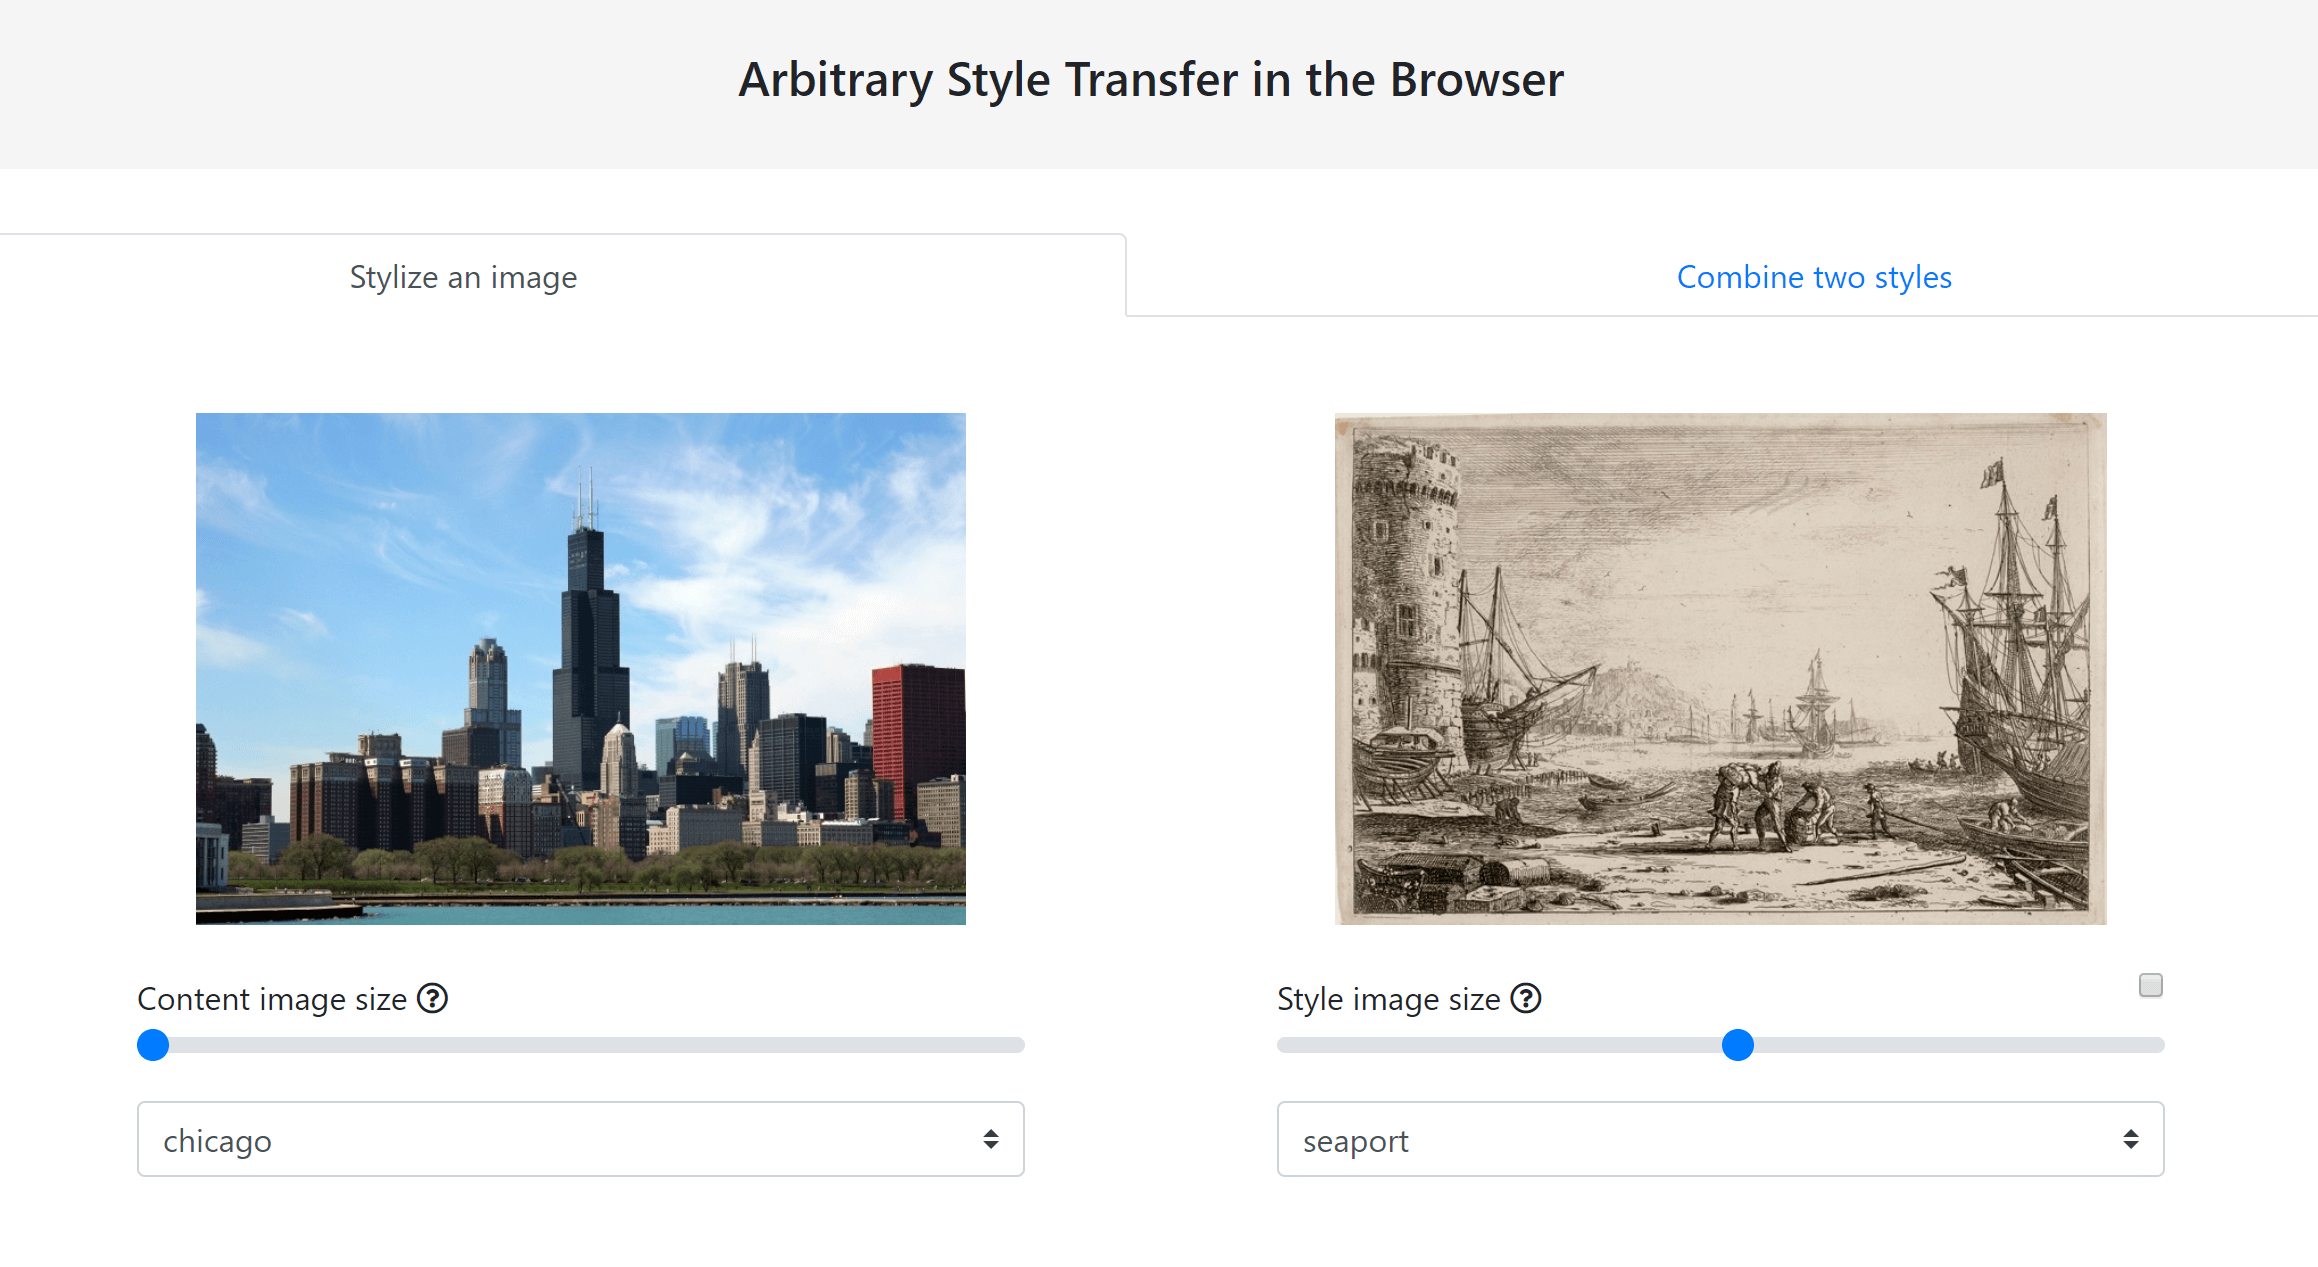 Arbitrary Style Transfer in the Browser
Stylize an image
Combine two styles
Content image size ?
Style image size ?
chicago
seaport